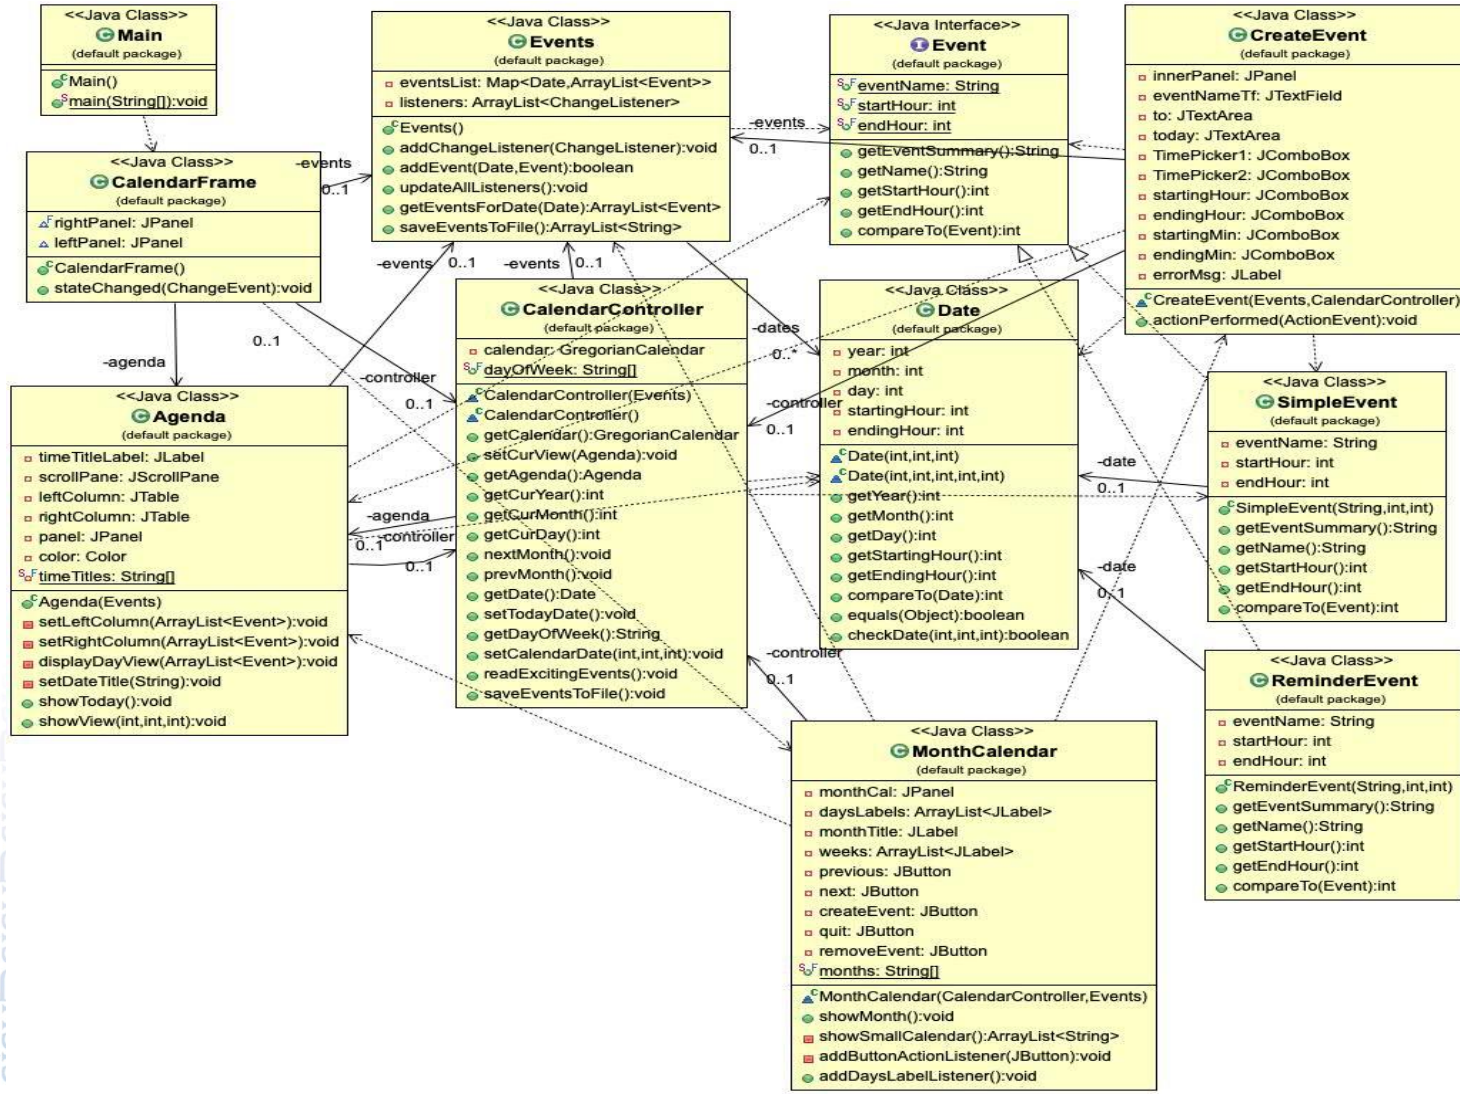 <<Java Class>>
Main
(default package)
Main()
main(String[]):void
<<Java Class>>
Events
(default package)
eventsList: Map<Date,ArrayList<Event>>
listeners: ArrayList<ChangeListener>
Events()
addChangeListener(ChangeListener):void
addEvent(Date,Event):boolean
updateAllListeners():void
getEventsForDate(Date):ArrayList<Event>
saveEventsToFile():ArrayList<String>
<<Java Interface>>
Event
(default package)
eventName: String
startHour: int
endHour: int
getEventSummary():String
getName():String
getStartHour():int
getEndHour():int
compareTo(Event):int
<<Java Class>>
CreateEvent
(default package)
innerPanel: JPanel
eventNameTf: JTextField
to: JTextArea
today: JTextArea
TimePicker1: JComboBox
TimePicker2: JComboBox
startingHour: JComboBox
endingHour: JComboBox
startingMin: JComboBox
endingMin: JComboBox
errorMsg: JLabel
CreateEvent(Events,CalendarController)
actionPerformed(ActionEvent):void
<<Java Class>>
CalendarFrame
(default package)
rightPanel: JPanel
leftPanel: JPanel
CalendarFrame()
stateChanged(ChangeEvent):void
-events
0..1
-events
0..1
-events
0..1
-events
0..1
-agenda
0..1
-controller
0..1
-dates
0..*
-controller
0..1
<<Java Class>>
CalendarController
(default package)
calendar: GregorianCalendar
dayOfWeek: String[]
CalendarController(Events)
CalendarController()
getCalendar():GregorianCalendar
setCurView(Agenda):void
getAgenda():Agenda
getCurYear():int
getCurMonth():int
getCurDay():int
nextMonth():void
prevMonth():void
getDate():Date
setTodayDate():void
getDayOfWeek():String
setCalendarDate(int,int,int):void
readExcitingEvents():void
saveEventsToFile():void
<<Java Class>>
Date
(default package)
year: int
month: int
day: int
startingHour: int
endingHour: int
Date(int,int,int)
Date(int,int,int,int,int)
getYear():int
getMonth():int
getDay():int
getStartingHour():int
getEndingHour():int
compareTo(Date):int
equals(Object):boolean
checkDate(int,int,int):boolean
<<Java Class>>
SimpleEvent
(default package)
eventName: String
startHour: int
endHour: int
SimpleEvent(String,int,int)
getEventSummary():String
getName():String
getStartHour():int
getEndHour():int
compareTo(Event):int
<<Java Class>>
Agenda
(default package)
timeTitleLabel: JLabel
scrollPane: JScrollPane
leftColumn: JTable
rightColumn: JTable
panel: JPanel
color: Color
timeTitles: String[]
Agenda(Events)
setLeftColumn(ArrayList<Event>):void
setRightColumn(ArrayList<Event>):void
displayDayView(ArrayList<Event>):void
setDateTitle(String):void
showToday():void
showView(int,int,int):void
-agenda
0..1
-controller
0..1
-date
0..1
-date
0..1
-controller
0..1
<<Java Class>>
ReminderEvent
(default package)
eventName: String
startHour: int
endHour: int
ReminderEvent(String,int,int)
getEventSummary():String
getName():String
getStartHour():int
getEndHour():int
compareTo(Event):int
<<Java Class>>
MonthCalendar
(default package)
monthCal: JPanel
daysLabels: ArrayList<JLabel>
monthTitle: JLabel
weeks: ArrayList<JLabel>
previous: JButton
next: JButton
createEvent: JButton
quit: JButton
removeEvent: JButton
months: String[]
MonthCalendar(CalendarController,Events)
showMonth():void
showSmallCalendar():ArrayList<String>
addButtonActionListener(JButton):void
addDaysLabelListener():void